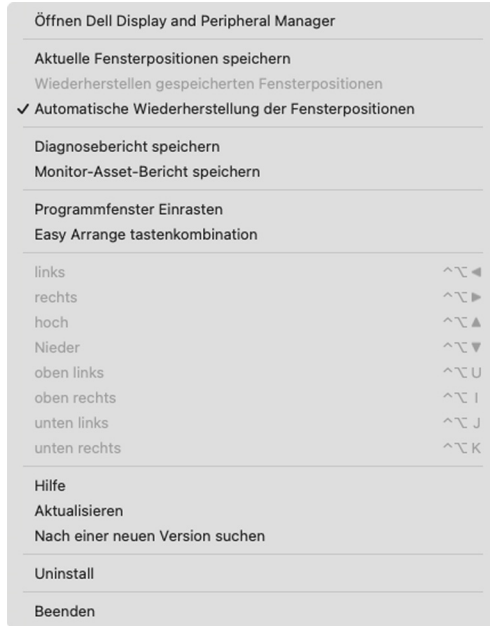 Öffnen Dell Display and Peripheral Manager
Aktuelle Fensterpositionen speichern
Wiederherstellen gespeicherten Fensterpositionen
✓ Automatische Wiederherstellung der Fensterpositionen
Diagnosebericht speichern
Monitor-Asset-Bericht speichern
Programmfenster Einrasten
Easy Arrange tastenkombination
links ^⌥◀
rechts ^⌥▶
hoch ^⌥▲
Nieder ^⌥▼
oben links ^⌥U
oben rechts ^⌥I
unten links ^⌥J
unten rechts ^⌥K
Hilfe
Aktualisieren
Nach einer neuen Version suchen
Uninstall
Beenden